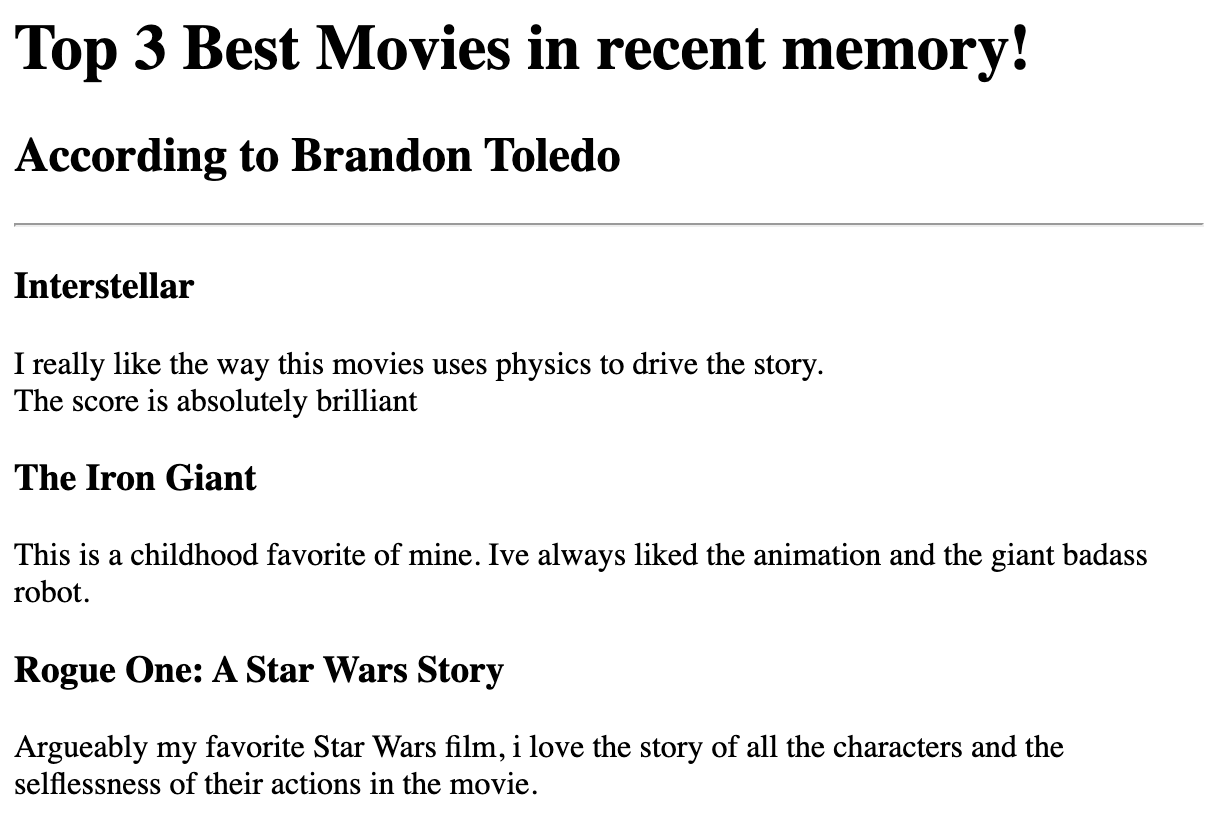 Top 3 Best Movies in recent memory!
According to Brandon Toledo
Interstellar
I really like the way this movies uses physics to drive the story.
The score is absolutely brilliant
The Iron Giant
This is a childhood favorite of mine. Ive always liked the animation and the giant badass
robot.
Rogue One: A Star Wars Story
Argueably my favorite Star Wars film, i love the story of all the characters and the
selflessness of their actions in the movie.